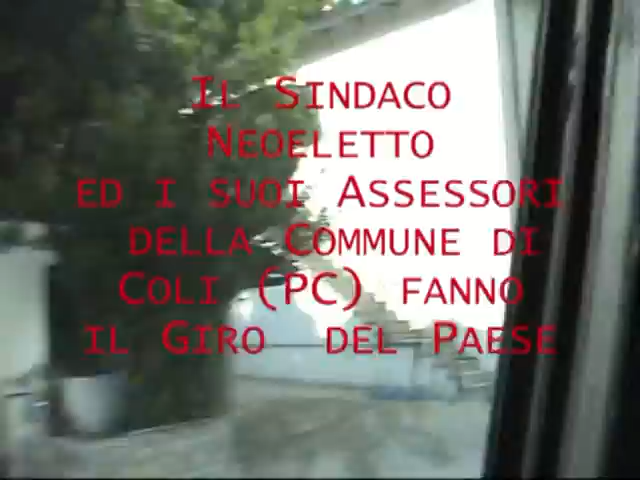 Il Sindaco
Neoeletto
ed i suoi Assessori
della Commune di
Coli (PC) fanno
il Giro del Paese